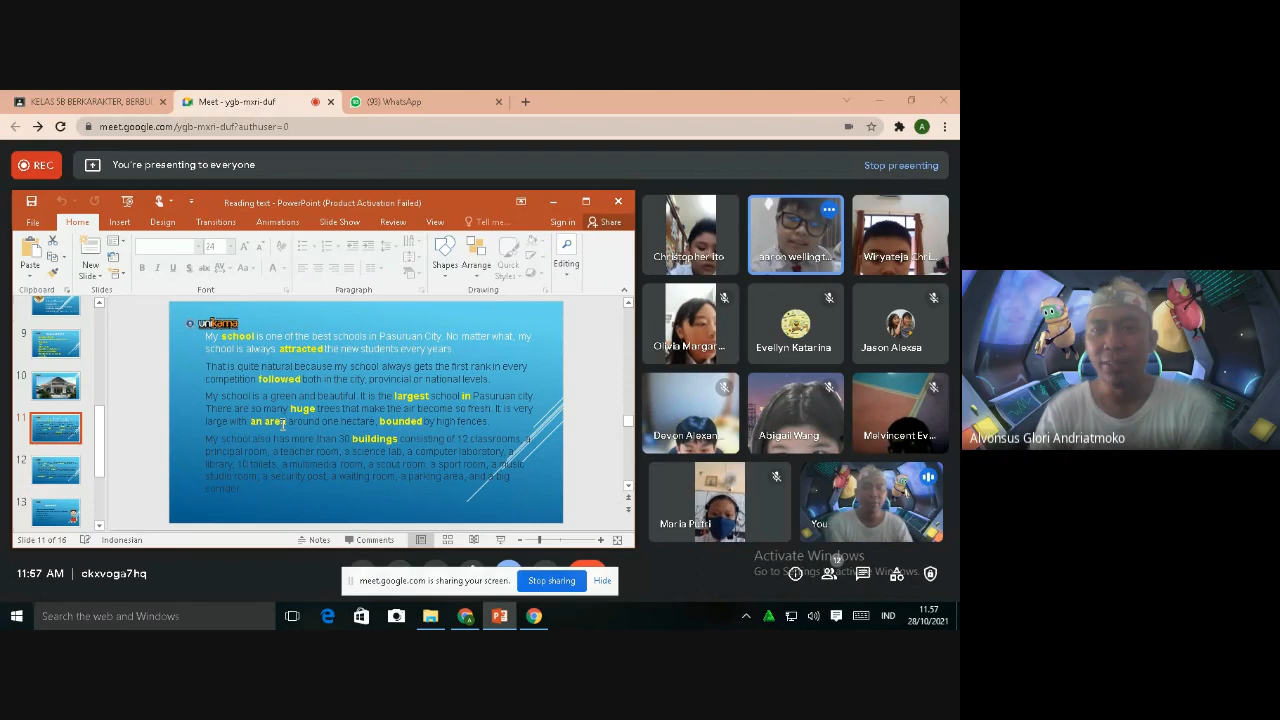 KELAS 5B BERKARAKTER, BERBU
Meet - ygb-mxri-duf
(93) WhatsApp
meet.google.com/ygb-mxri-duf?authuser=0
A
REC
You're presenting to everyone
Stop presenting
Reading text - PowerPoint (Product Activation Failed)
File Home Insert Design Transitions Animations Slide Show Review View Tell me... Sign in Share
Paste
New
Slide
24
Shapes Arrange Quick
Styles
Editing
Clipboard Slides Font Paragraph Drawing
9
10
11
12
13
unikama
My school is one of the best schools in Pasuruan City. No matter what, my
school is always attracted the new students every years
That is quite natural because my school always gets the first rank in every
competition followed both in the city, provincial or national levels.
My school is a green and beautiful. It is the largest school in Pasuruan city.
There are so many huge trees that make the air become so fresh. It is very
large with an area around one hectare, bounded by high fences.
My school also has more than 30 buildings consisting of 12 classrooms, a
principal room, a teacher room, a science lab, a computer laboratory, a
library, 10 toilets, a multimedia room, a scout room, a sport room, a music
studio room, a security post, a waiting room, a parking area, and a big
corridor.
Slide 11 of 16 Indonesian Notes Comments
Christopher ito
aaron welling t...
Wiryateja Chri...
Olivia Margar...
Evellyn Katarina
Jason Alexsa
Devon Alexan...
Abigail Wang
Melvincent Ev...
Maria Putri
You
Alvonsus Glori Andriatmoko
Activate Windows
Go to Settings to activate Windows.
12
11:57 AM ckxvoga7hq
meet.google.com is sharing your screen. Stop sharing Hide
Search the web and Windows
IND
11.57
28/10/2021